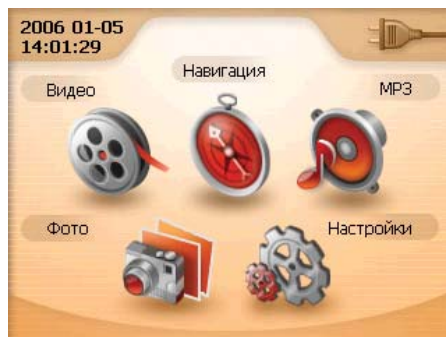 2006 01-05
14:01:29
Навигация
Видео
MP3
Фото
Настройки